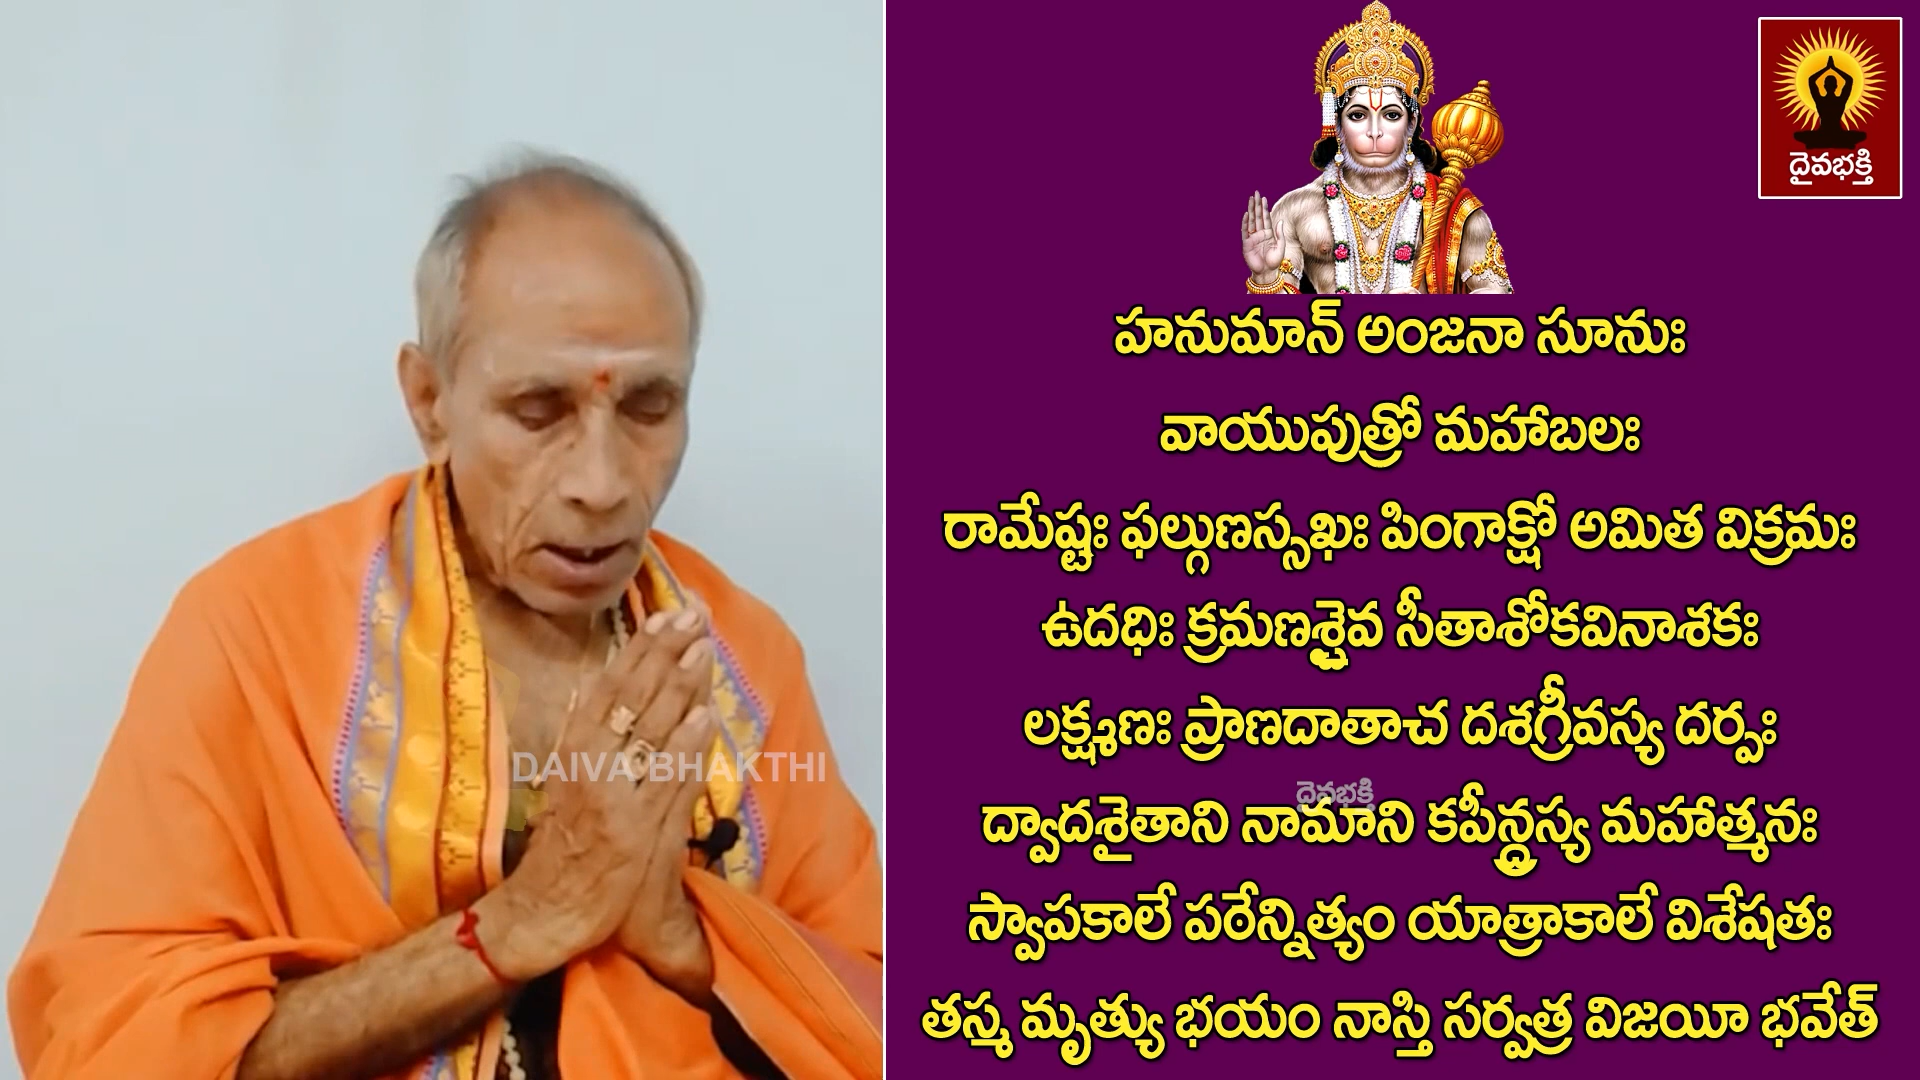 దైవభక్తి
హనుమాన్ అంజనా సూనుః
వాయుపుత్రో మహాబలః
రామేష్టః ఫల్గుణస్సఖః పింగాక్షో అమిత విక్రమః
ఉదధిః క్రమణశ్చైవ సీతాశోకవినాశకః
లక్ష్మణః ప్రాణదాతాచ దశగ్రీవస్య దర్పః
ద్వాదశైతాని నామాని కపీన్ద్రస్య మహాత్మనః
స్వాపకాలే పఠేన్నిత్యం యాత్రాకాలే విశేషతః
తస్మ మృత్యు భయం నాస్తి సర్వత్ర విజయీ భవేత్
DAIVA BHAKTHI
దైవభక్తి